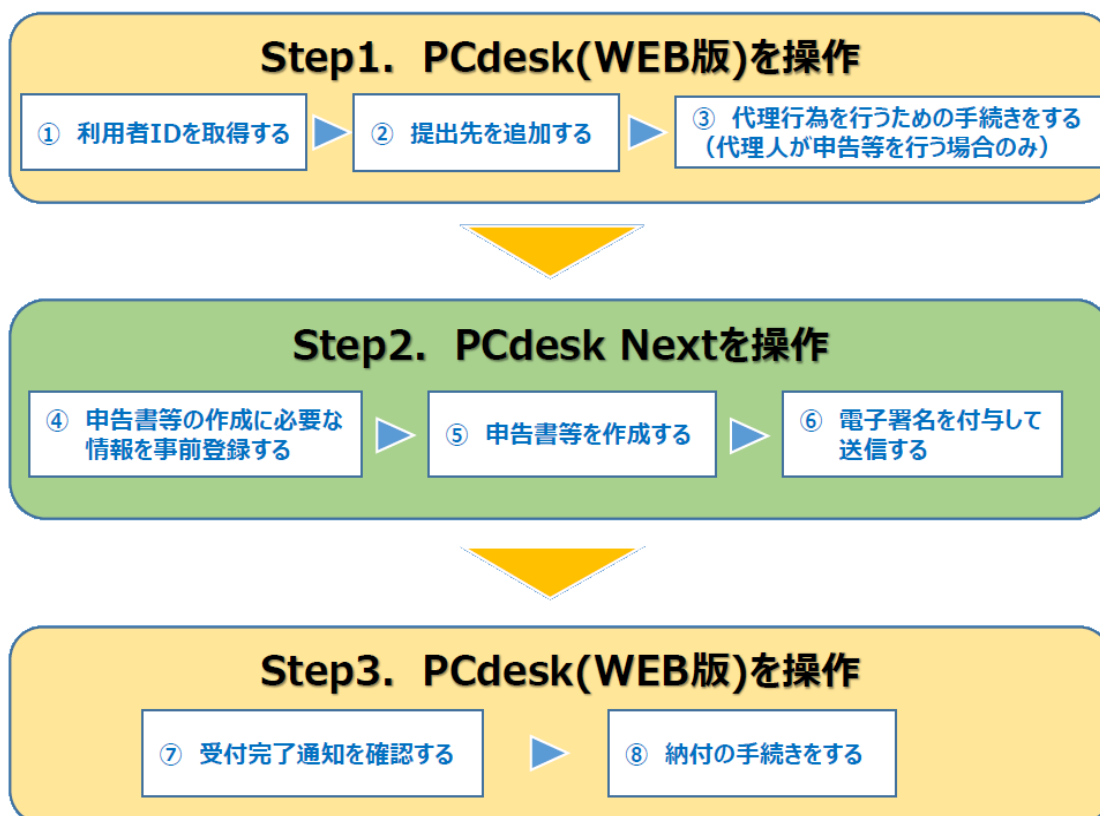 Step1. PCdesk(WEB版)を操作
① 利用者IDを取得する
② 提出先を追加する
③ 代理行為を行うための手続きをする
(代理人が申告等を行う場合のみ)
Step2. PCdesk Nextを操作
④ 申告書等の作成に必要な
情報を事前登録する
⑤ 申告書等を作成する
⑥ 電子署名を付与して
送信する
Step3. PCdesk(WEB版)を操作
⑦ 受付完了通知を確認する
⑧ 納付の手続きをする